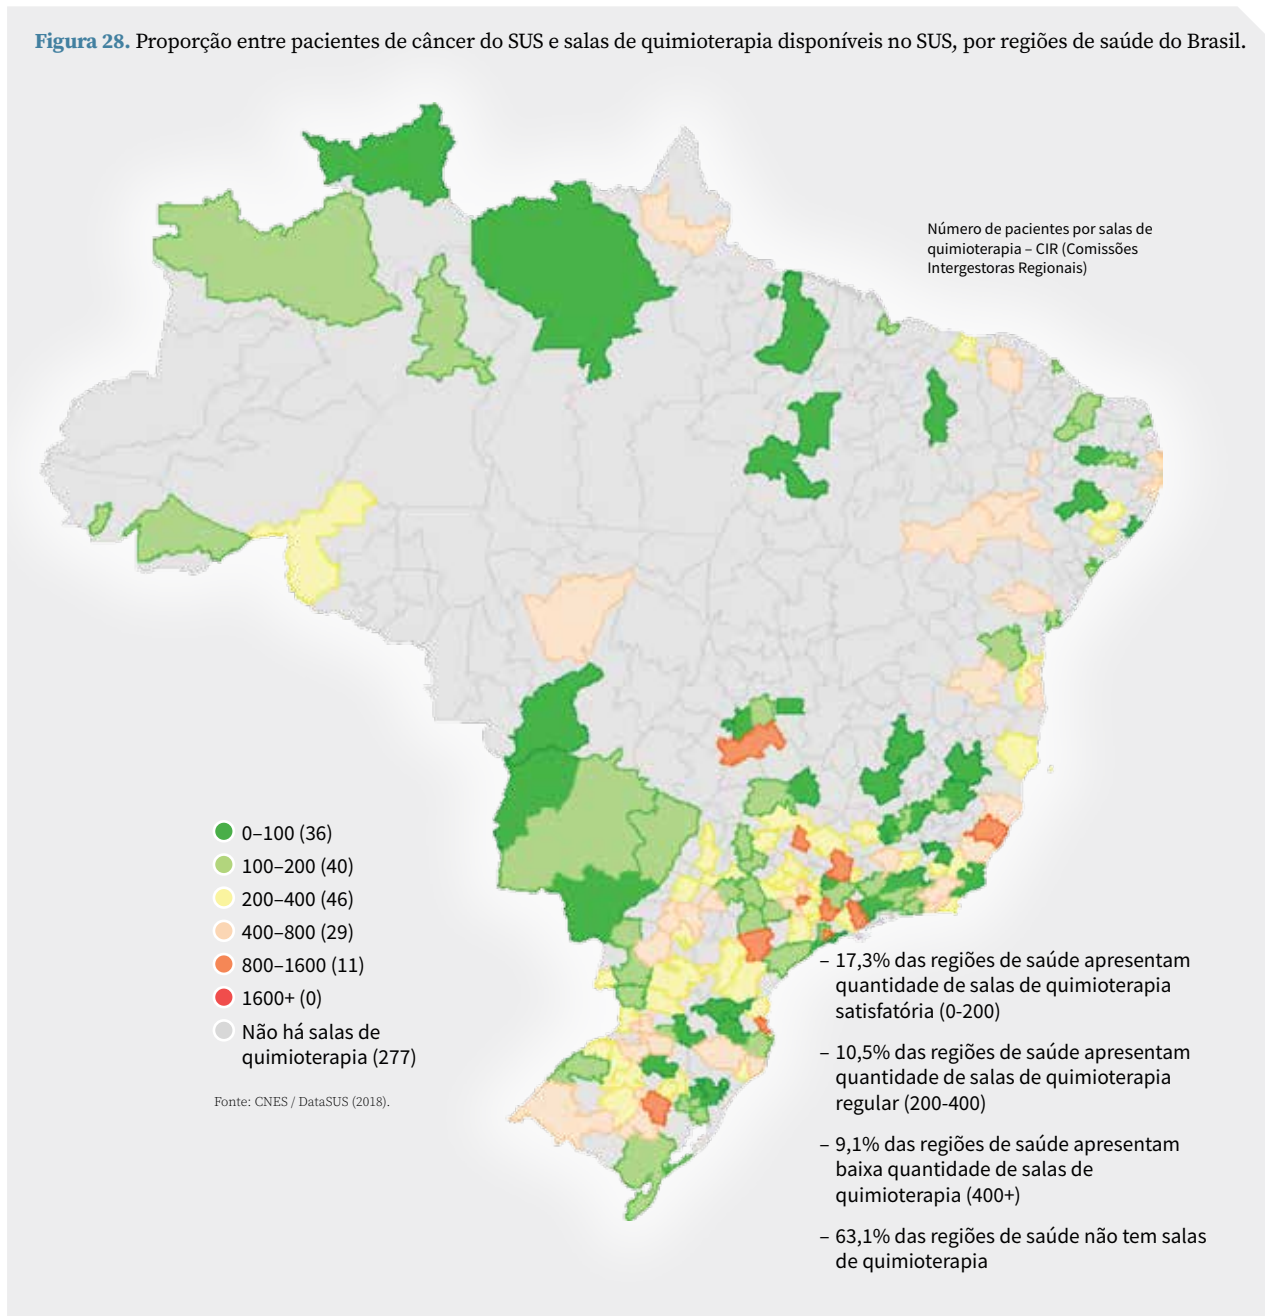 Figura 28. Proporção entre pacientes de câncer do SUS e salas de quimioterapia disponíveis no SUS, por regiões de saúde do Brasil.
Número de pacientes por salas de
quimioterapia – CIR (Comissões
Intergestoras Regionais)
0–100 (36)
100–200 (40)
200–400 (46)
400–800 (29)
800–1600 (11)
1600+ (0)
Não há salas de
quimioterapia (277)
Fonte: CNES / DataSUS (2018).
– 17,3% das regiões de saúde apresentam
quantidade de salas de quimioterapia
satisfatória (0-200)
– 10,5% das regiões de saúde apresentam
quantidade de salas de quimioterapia
regular (200-400)
– 9,1% das regiões de saúde apresentam
baixa quantidade de salas de
quimioterapia (400+)
– 63,1% das regiões de saúde não tem salas
de quimioterapia